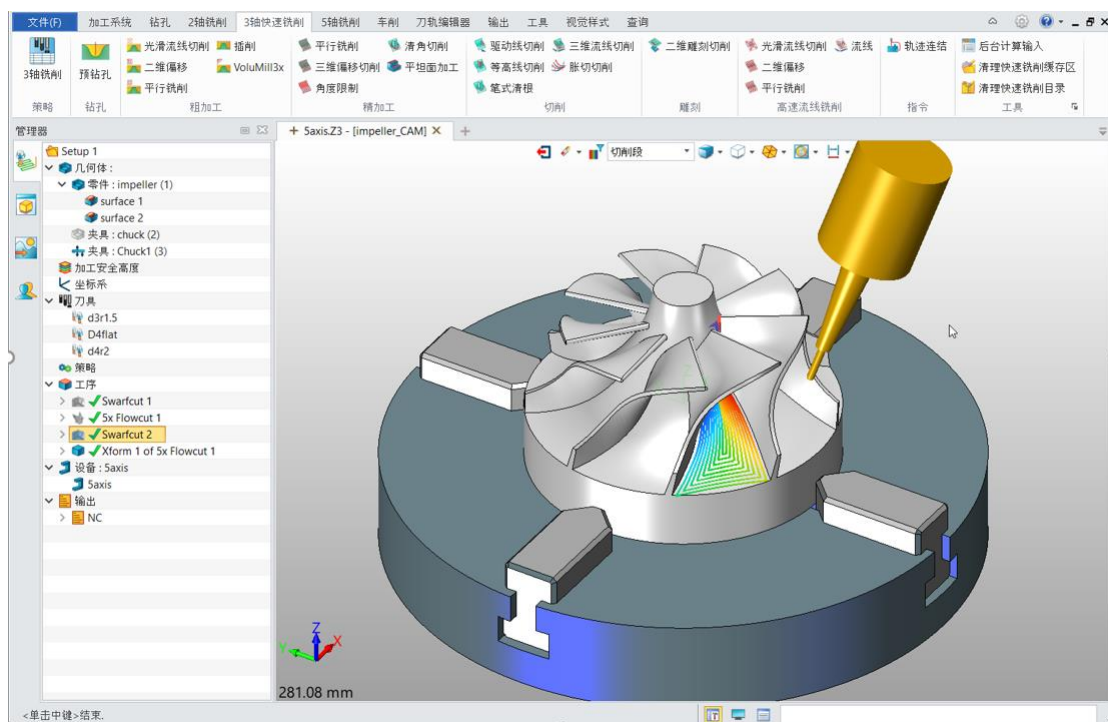 文件(F) 加工系统 钻孔 2轴铣削 3轴快速铣削 5轴铣削 车削 刀轨编辑器 输出 工具 视觉样式 查询
光滑流线切削 插削 平行铣削 清角切削 驱动线切削 三维流线切削 二维雕刻切削 光滑流线切削 流线 轨迹连结 后台计算输入
3轴铣削 预钻孔 二维偏移 VoluMill3x 三维偏移切削 平坦面加工 等高线切削 胀切切削 二维偏移 清理快速铣削缓存区
平行铣削 角度限制 笔式清根 平行铣削 清理快速铣削目录
策略 钻孔 粗加工 精加工 切削 雕刻 高速流线铣削 指令 工具
管理器 5axis.Z3 - [impeller_CAM]
Setup 1
切削段
几何体 :
零件 : impeller (1)
surface 1
surface 2
夹具 : chuck (2)
夹具 : Chuck1 (3)
加工安全高度
坐标系
刀具
d3r1.5
D4flat
d4r2
策略
工序
Swarfcut 1
5x Flowcut 1
Swarfcut 2
Xform 1 of 5x Flowcut 1
设备 : 5axis
5axis
输出
NC
Z
X
Y
281.08 mm
<单击中键>结束.